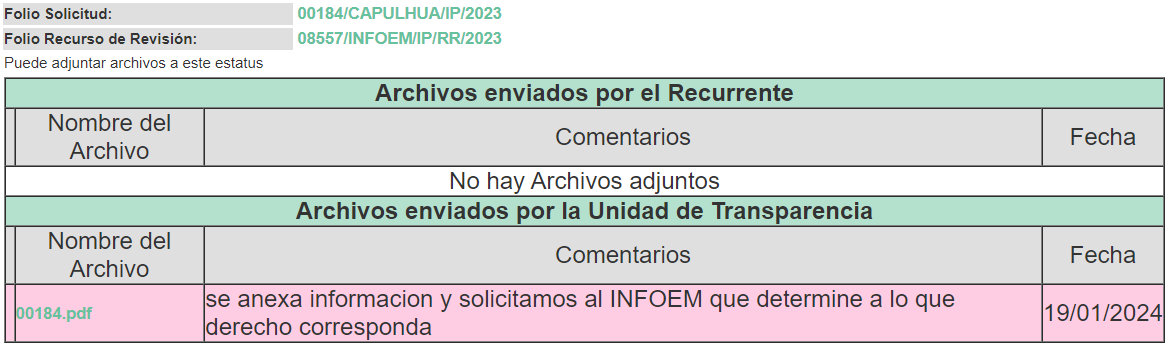 Folio Solicitud: 00184/CAPULHUA/IP/2023
Folio Recurso de Revisión: 08557/INFOEM/IP/RR/2023
Puede adjuntar archivos a este estatus
Archivos enviados por el Recurrente
Nombre del Archivo Comentarios Fecha
No hay Archivos adjuntos
Archivos enviados por la Unidad de Transparencia
Nombre del Archivo Comentarios Fecha
00184.pdf se anexa informacion y solicitamos al INFOEM que determine a lo que
derecho corresponda 19/01/2024